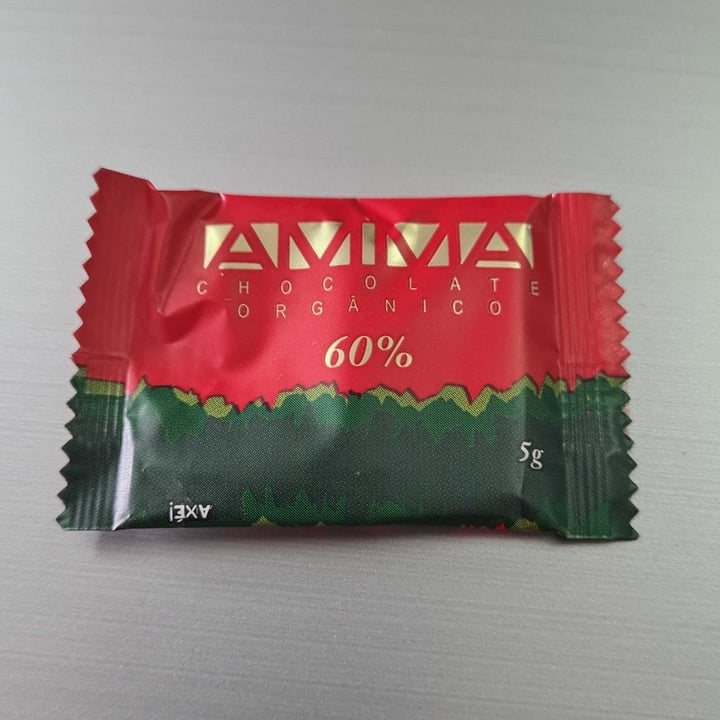 AMMA
CHOCOLATE
ORGÂNICO
60%
5g
AXÉ!